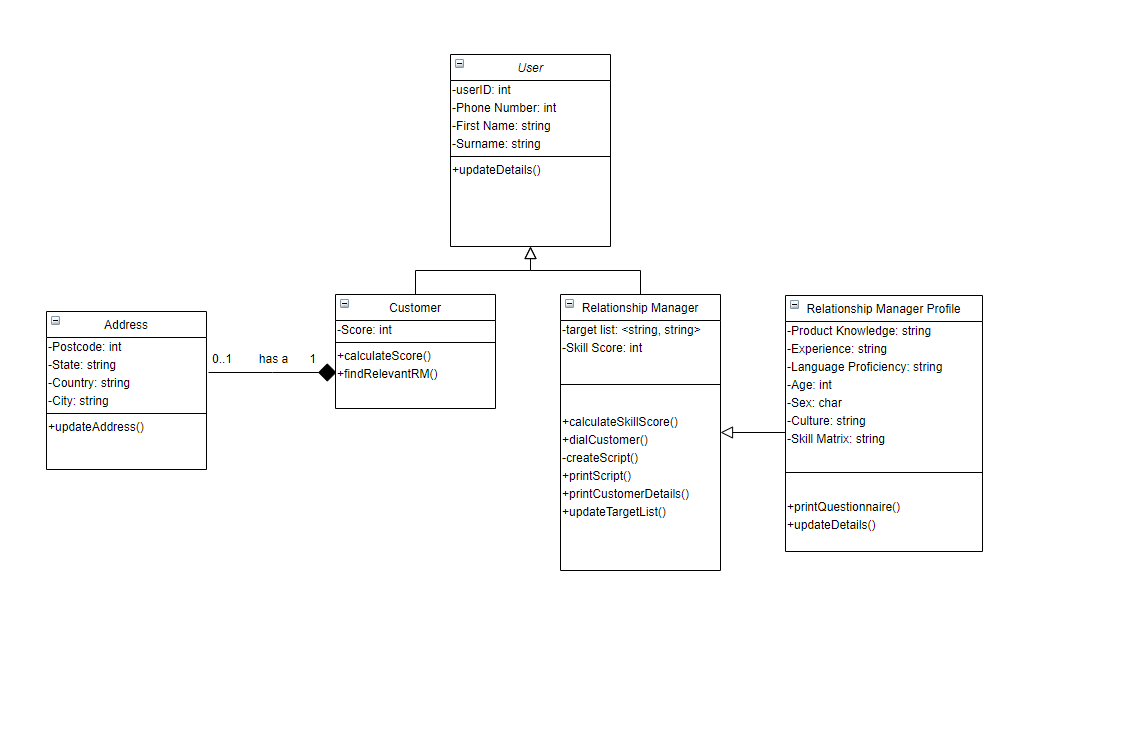 User
-userID: int
-Phone Number: int
-First Name: string
-Surname: string
+updateDetails()
Address
-Postcode: int
-State: string
-Country: string
-City: string
+updateAddress()
0..1 has a 1
Customer
-Score: int
+calculateScore()
+findRelevantRM()
Relationship Manager
-target list: <string, string>
-Skill Score: int
+calculateSkillScore()
+dialCustomer()
-createScript()
+printScript()
+printCustomerDetails()
+updateTargetList()
Relationship Manager Profile
-Product Knowledge: string
-Experience: string
-Language Proficiency: string
-Age: int
-Sex: char
-Culture: string
-Skill Matrix: string
+printQuestionnaire()
+updateDetails()